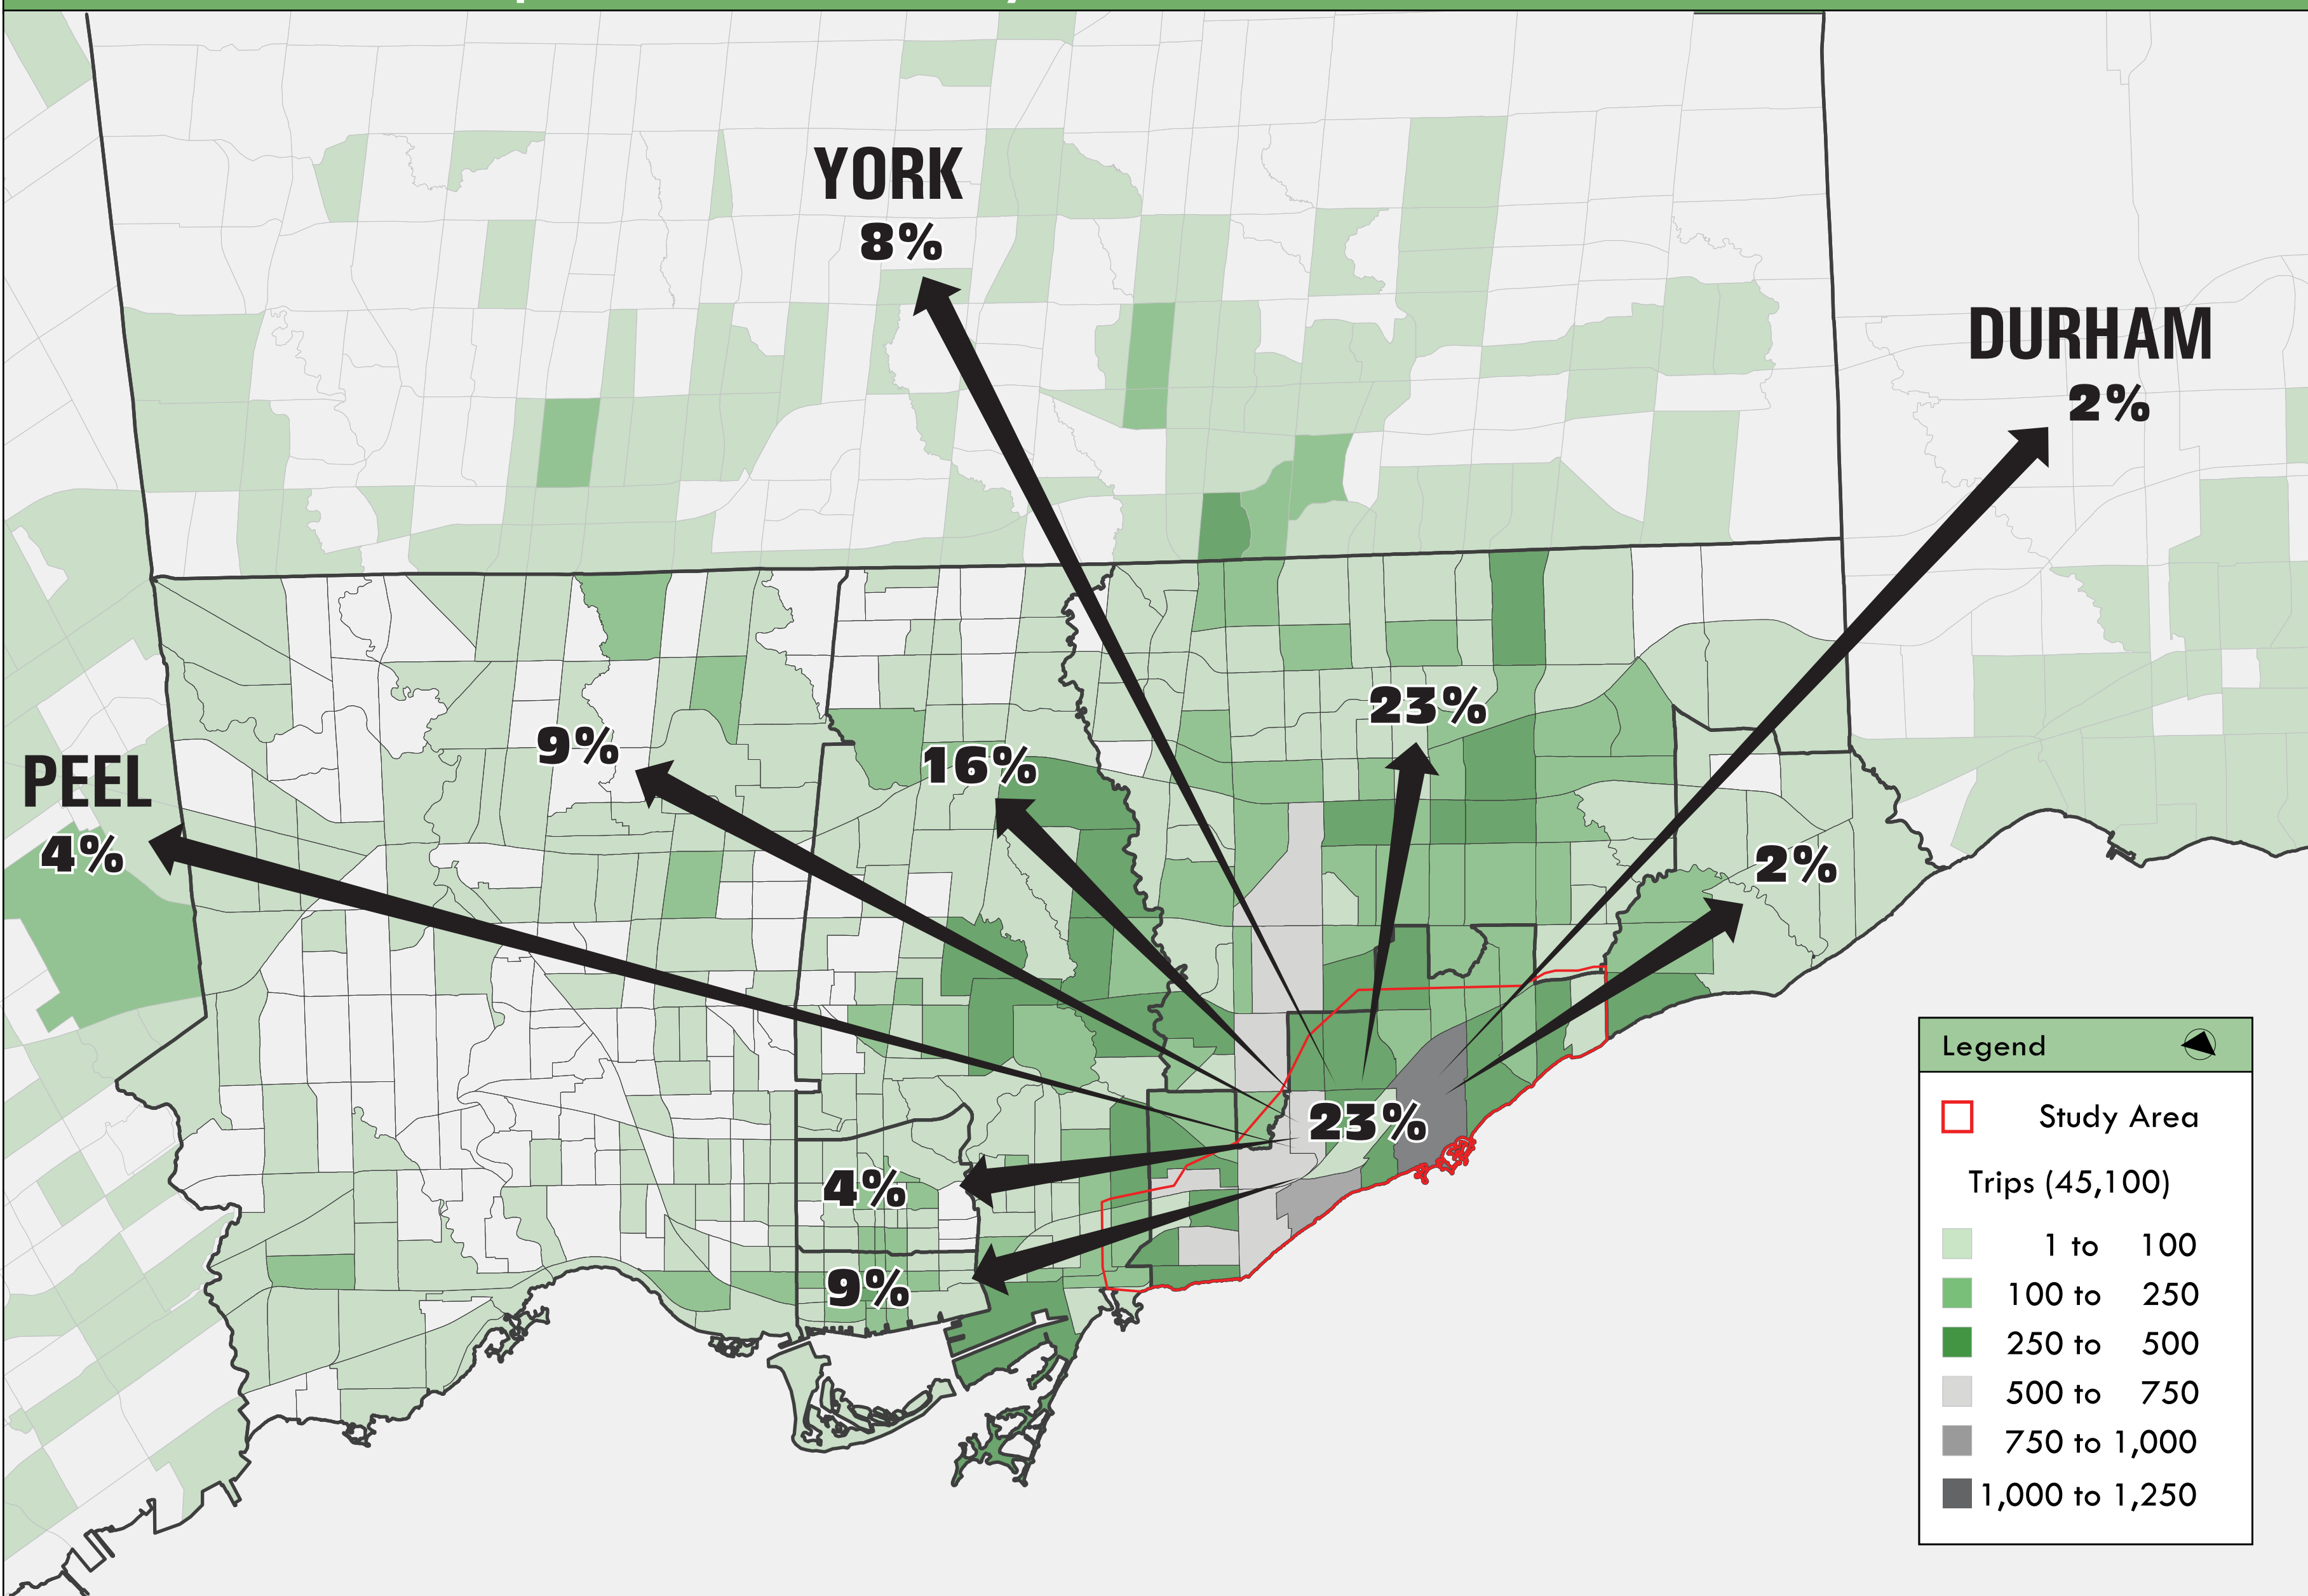 YORK
8%
DURHAM
2%
23%
9%
16%
PEEL
4%
2%
23%
4%
9%
Legend
Study Area
Trips (45,100)
1 to 100
100 to 250
250 to 500
500 to 750
750 to 1,000
1,000 to 1,250